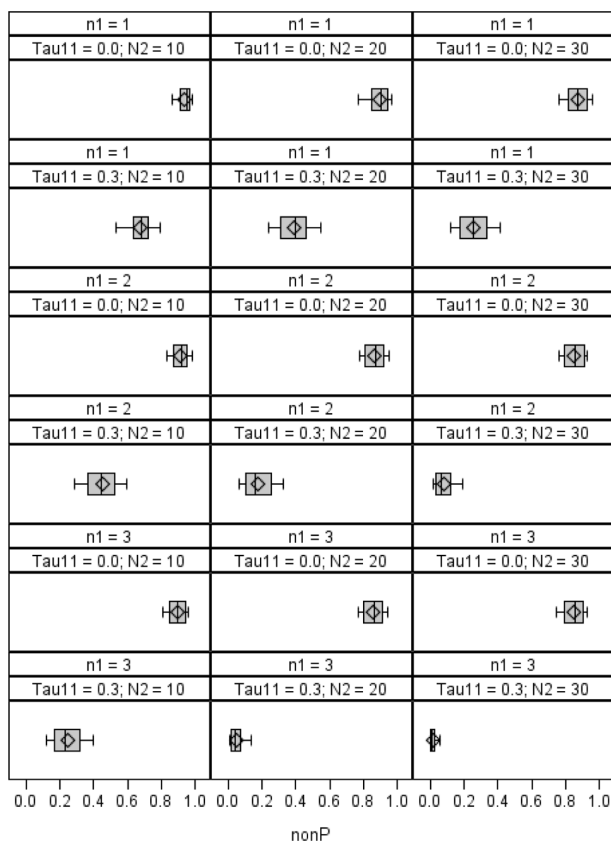 n1 = 1 n1 = 1 n1 = 1
Tau11 = 0.0; N2 = 10 Tau11 = 0.0; N2 = 20 Tau11 = 0.0; N2 = 30
n1 = 1 n1 = 1 n1 = 1
Tau11 = 0.3; N2 = 10 Tau11 = 0.3; N2 = 20 Tau11 = 0.3; N2 = 30
n1 = 2 n1 = 2 n1 = 2
Tau11 = 0.0; N2 = 10 Tau11 = 0.0; N2 = 20 Tau11 = 0.0; N2 = 30
n1 = 2 n1 = 2 n1 = 2
Tau11 = 0.3; N2 = 10 Tau11 = 0.3; N2 = 20 Tau11 = 0.3; N2 = 30
n1 = 3 n1 = 3 n1 = 3
Tau11 = 0.0; N2 = 10 Tau11 = 0.0; N2 = 20 Tau11 = 0.0; N2 = 30
n1 = 3 n1 = 3 n1 = 3
Tau11 = 0.3; N2 = 10 Tau11 = 0.3; N2 = 20 Tau11 = 0.3; N2 = 30
0.0 0.2 0.4 0.6 0.8 1.0 0.0 0.2 0.4 0.6 0.8 1.0 0.0 0.2 0.4 0.6 0.8 1.0
nonP